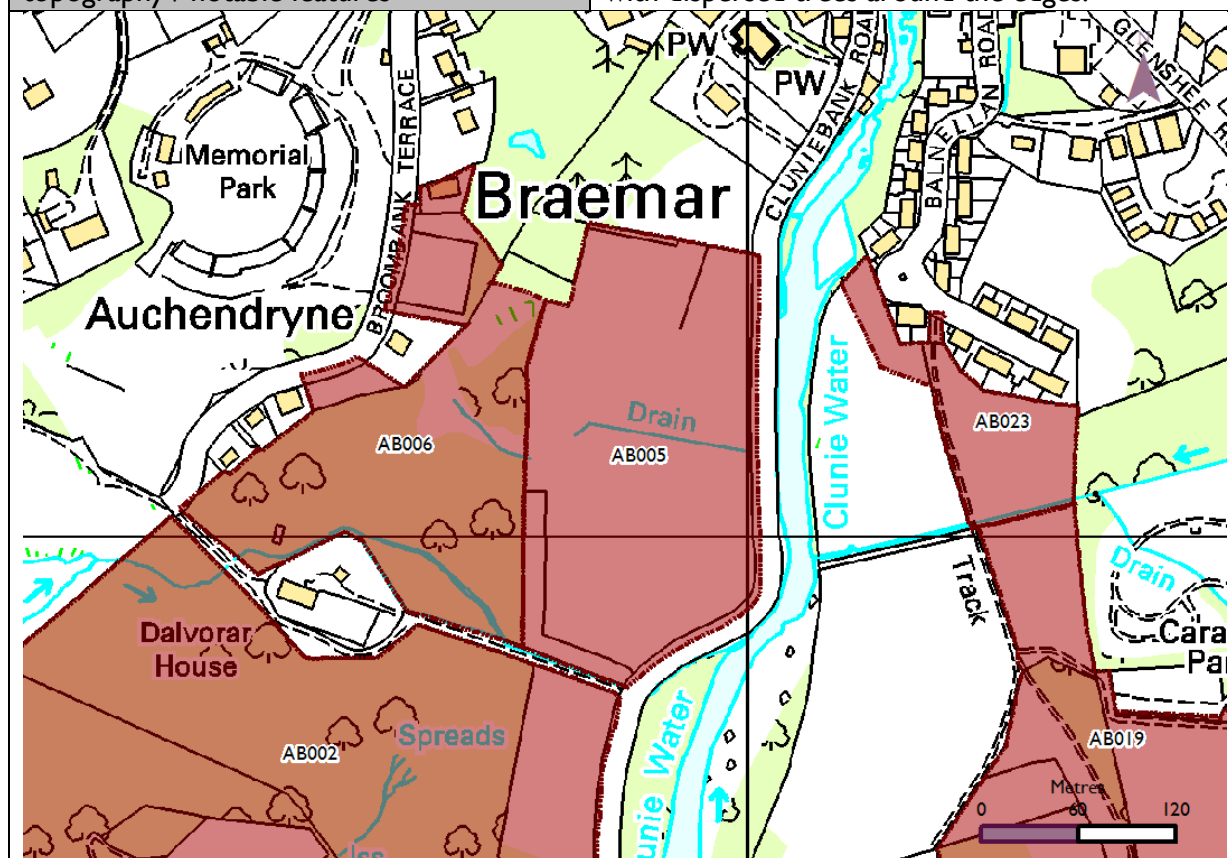 topography / notable features
with dispersed trees around the edges.
PW
PW
CLUNIEBANK ROAD
BALNELLAN ROAD
GLENSHEE
Memorial
Park
BROOMBANK TERRACE
Braemar
Auchendryne
Clunie Water
Drain
AB006
AB005
AB023
Track
Drain
Cara
Pa
Dalvorar
House
AB002
Spreads
unie Water
AB019
Metres
0
60
120